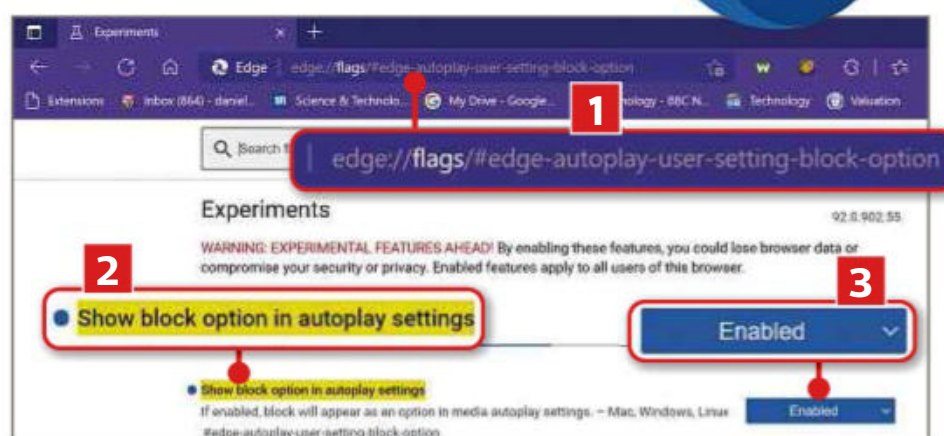 Experiments
Edge | edge://flags/#edge-autoplay-user-setting-block-option
Extensions Inbox (864) - daniel... Science & Technolo... My Drive - Google... nology - BBC N... Technology Valuation
1
Search f
edge://flags/#edge-autoplay-user-setting-block-option
Experiments
92.0.902.55
WARNING: EXPERIMENTAL FEATURES AHEAD! By enabling these features, you could lose browser data or
compromise your security or privacy. Enabled features apply to all users of this browser.
2
3
Show block option in autoplay settings
Enabled
Show block option in autoplay settings
If enabled, block will appear as an option in media autoplay settings. – Mac, Windows, Linux
Enabled
#edge-autoplay-user-setting-block-option